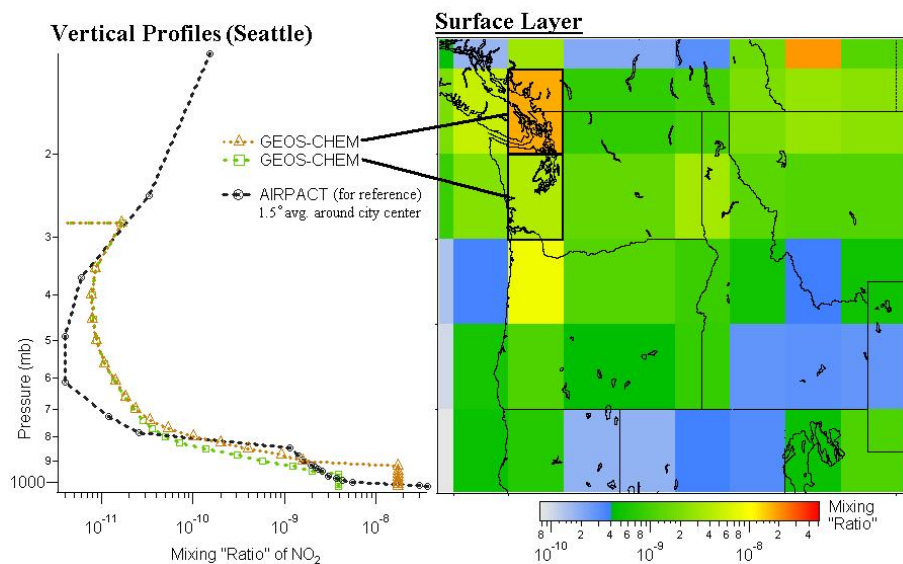 Vertical Profiles (Seattle)
Surface Layer
GEOS-CHEM
GEOS-CHEM
AIRPACT (for reference)
1.5° avg. around city center
Pressure (mb)
2
3
4
5
6
7
8
9
1000
10⁻¹¹
10⁻¹⁰
10⁻⁹
10⁻⁸
Mixing "Ratio" of NO₂
8
2
4
6
8
2
4
6
8
2
4
10⁻¹⁰
10⁻⁹
10⁻⁸
Mixing
"Ratio"